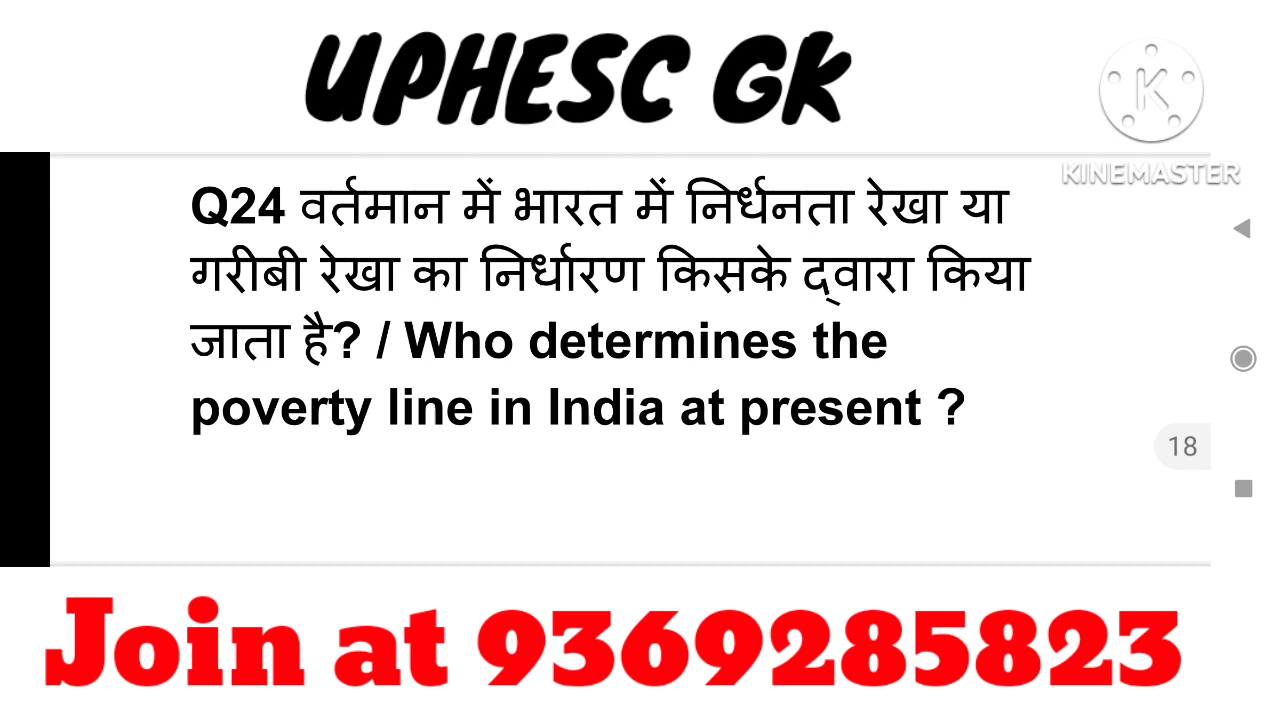 UPHESC GK
K
KINEMASTER
Q24 वर्तमान में भारत में निर्धनता रेखा या
गरीबी रेखा का निर्धारण किसके द्वारा किया
जाता है? / Who determines the
poverty line in India at present ?
18
Join at 9369285823